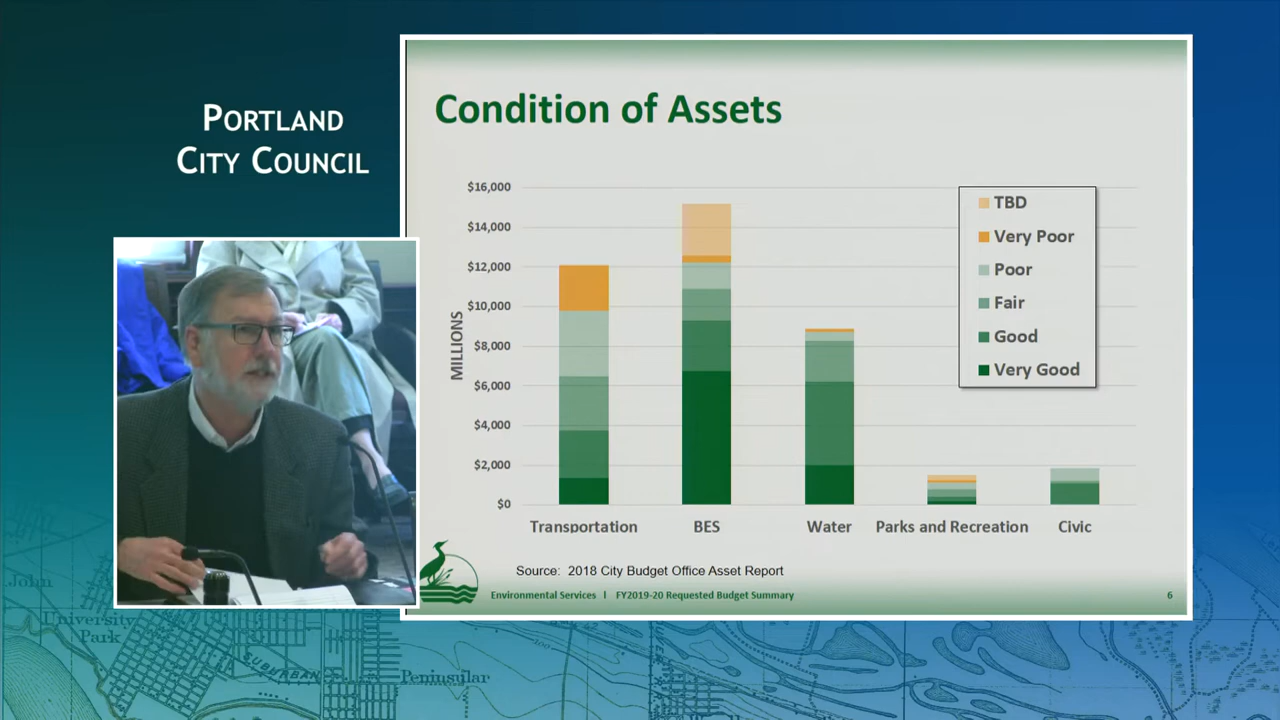 PORTLAND
CITY COUNCIL
Condition of Assets
$16,000
$14,000
$12,000
$10,000
$8,000
$6,000
$4,000
$2,000
$0
MILLIONS
TBD
Very Poor
Poor
Fair
Good
Very Good
Transportation
BES
Water
Parks and Recreation
Civic
Source: 2018 City Budget Office Asset Report
Environmental Services | FY2019-20 Requested Budget Summary
6
John
University
Park
SUBURBAN
Peninsular